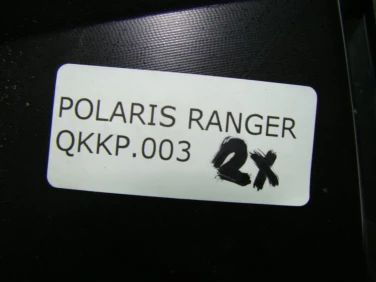 POLARIS RANGER
QKKP.003 2X